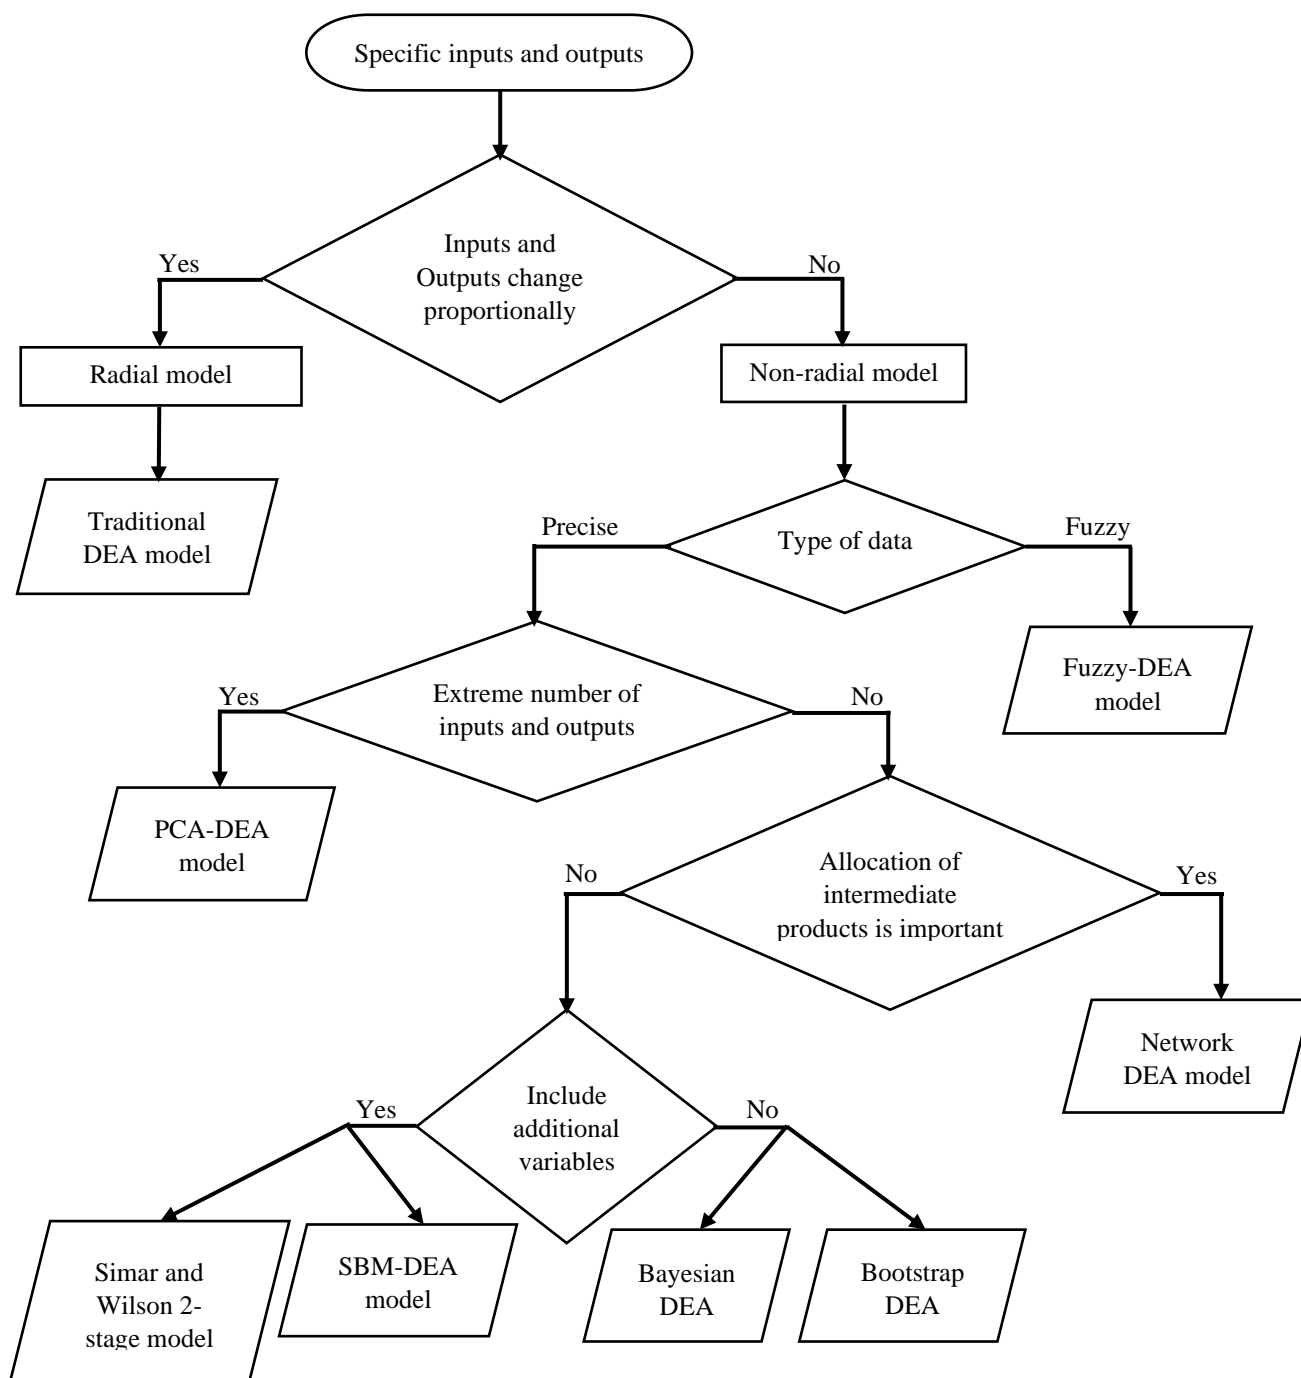 Specific inputs and outputs
Inputs and
Outputs change
proportionally
Yes
No
Radial model
Non-radial model
Traditional
DEA model
Type of data
Precise
Fuzzy
Fuzzy-DEA
model
Extreme number of
inputs and outputs
Yes
No
PCA-DEA
model
Allocation of
intermediate
products is important
No
Yes
Network
DEA model
Include
additional
variables
Yes
No
Simar and
Wilson 2-
stage model
SBM-DEA
model
Bayesian
DEA
Bootstrap
DEA